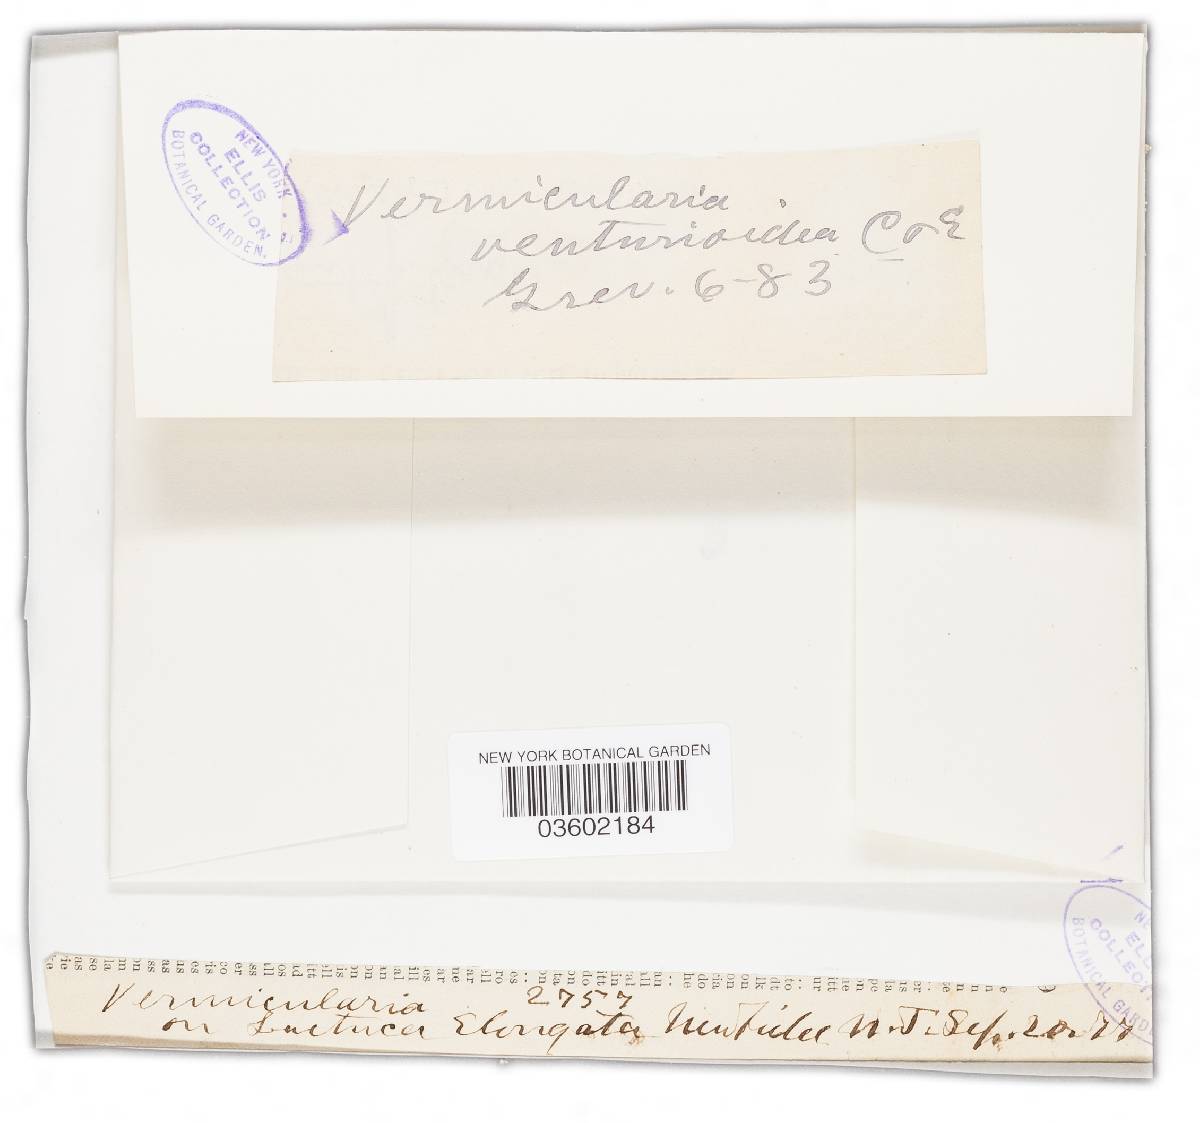 NEW YORK
ELLIS
COLLECTION
BOTANICAL GARDEN.
Vermicularia
venturioidea C&E
Grev. 6-83
NEW YORK BOTANICAL GARDEN
03602184
ELLIS
COLLECTION
BOTANICAL GARDEN
Vermicularia 2757
on Lactuca Elongata Newfield N.J. Sep. 20. 77